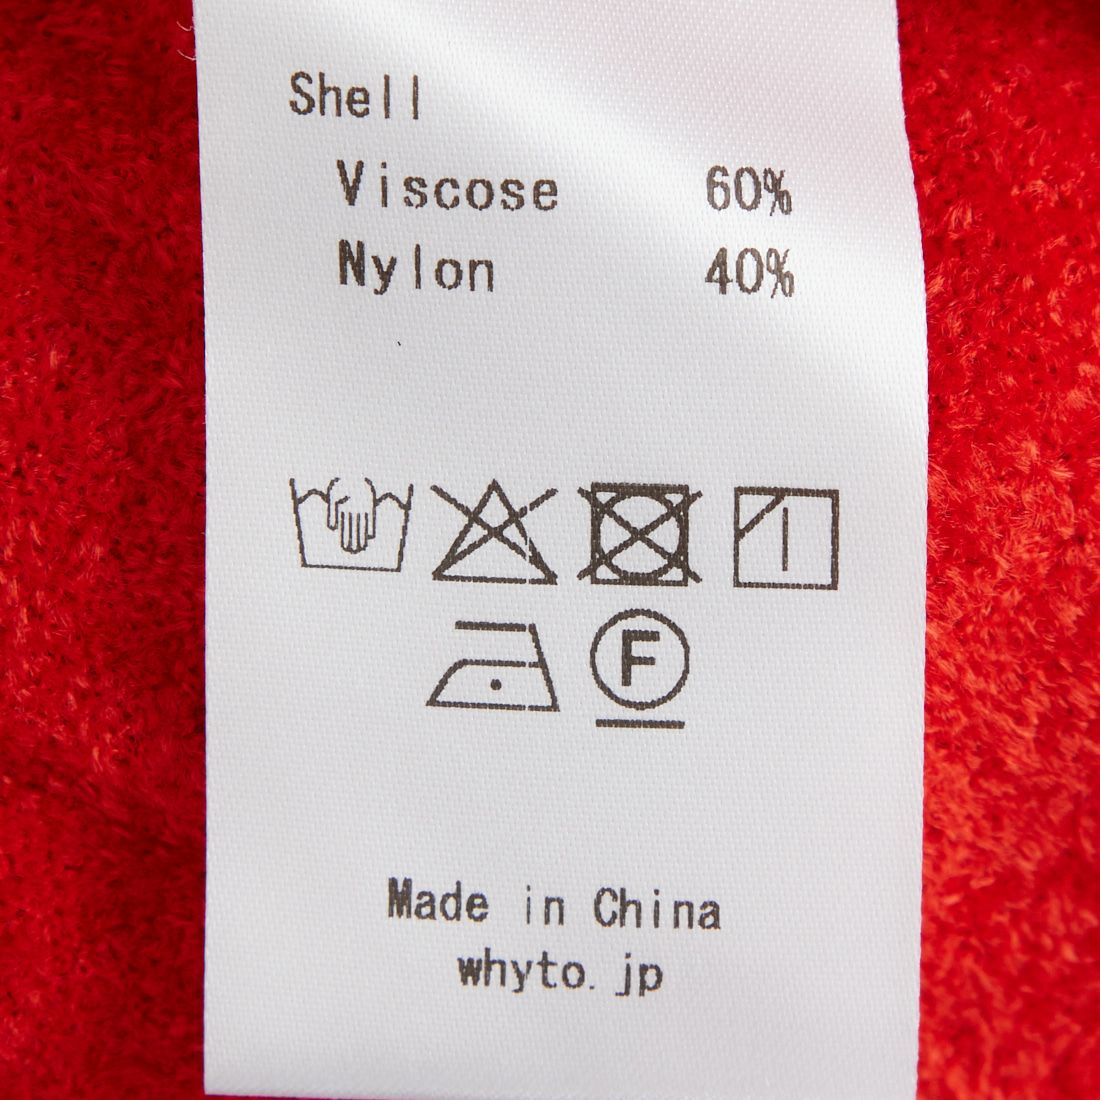 Shell
Viscose 60%
Nylon 40%
F
Made in China
whyto.jp